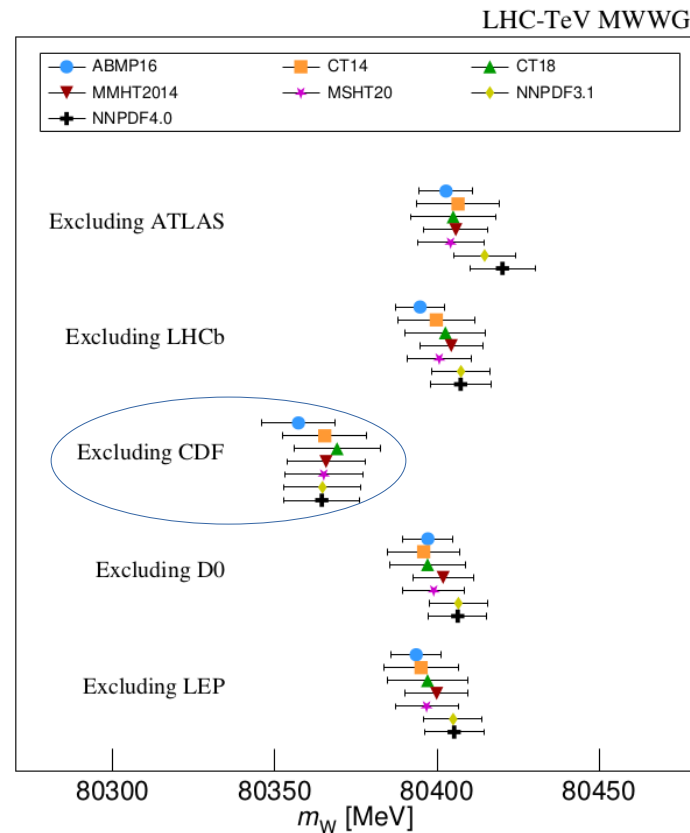 LHC-TeV MWWG
ABMP16 CT14 CT18
MMHT2014 MSHT20 NNPDF3.1
NNPDF4.0
Excluding ATLAS
Excluding LHCb
Excluding CDF
Excluding D0
Excluding LEP
80300 80350 80400 80450
m_W [MeV]